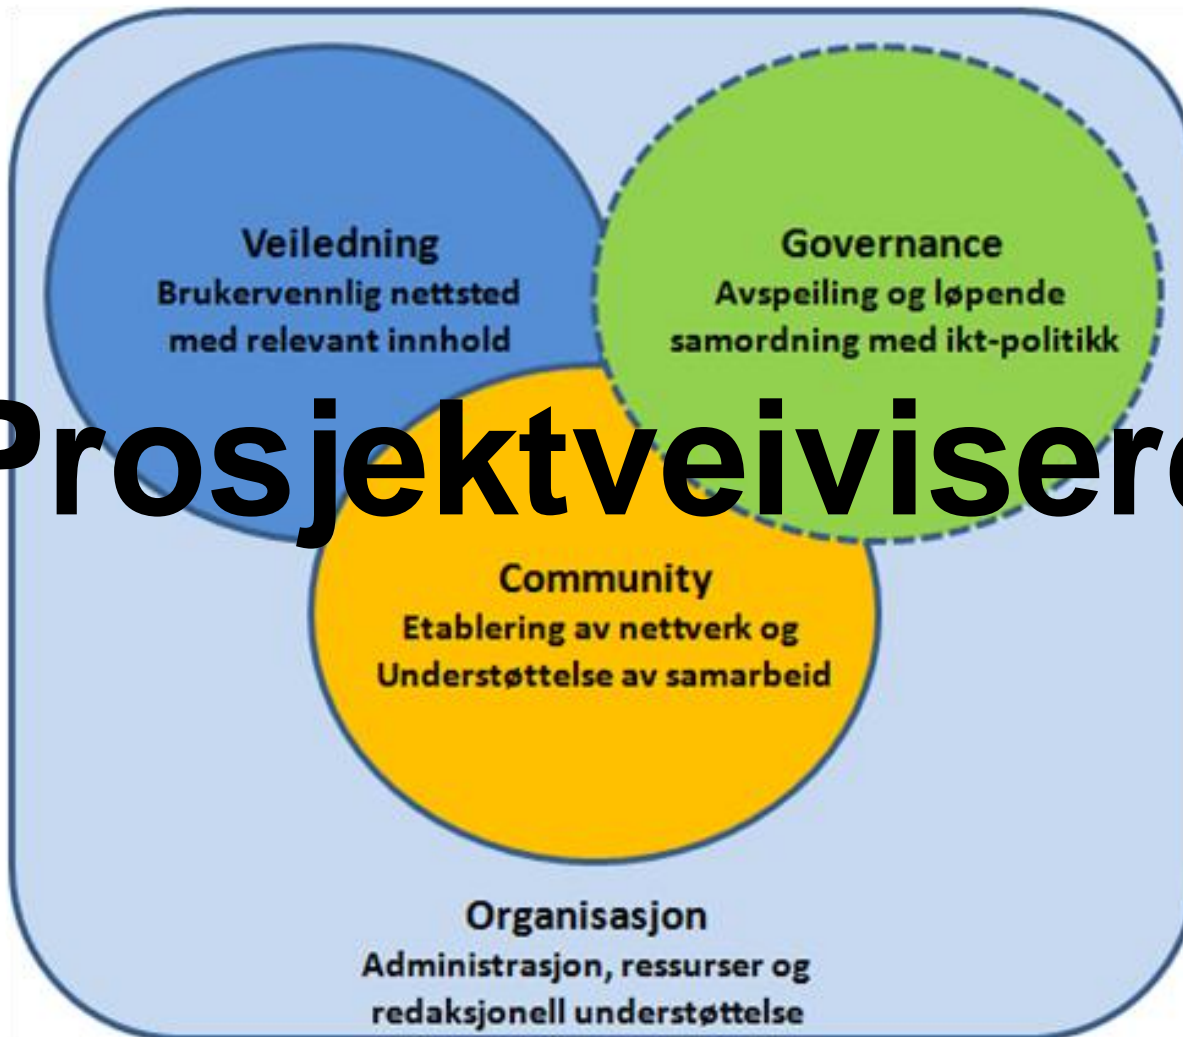 Veiledning
Brukervennlig nettsted
med relevant innhold
Governance
Avspeiling og løpende
samordning med ikt-politikk
Prosjektveivisere
Community
Etablering av nettverk og
Understøttelse av samarbeid
Organisasjon
Administrasjon, ressurser og
redaksjonell understøttelse